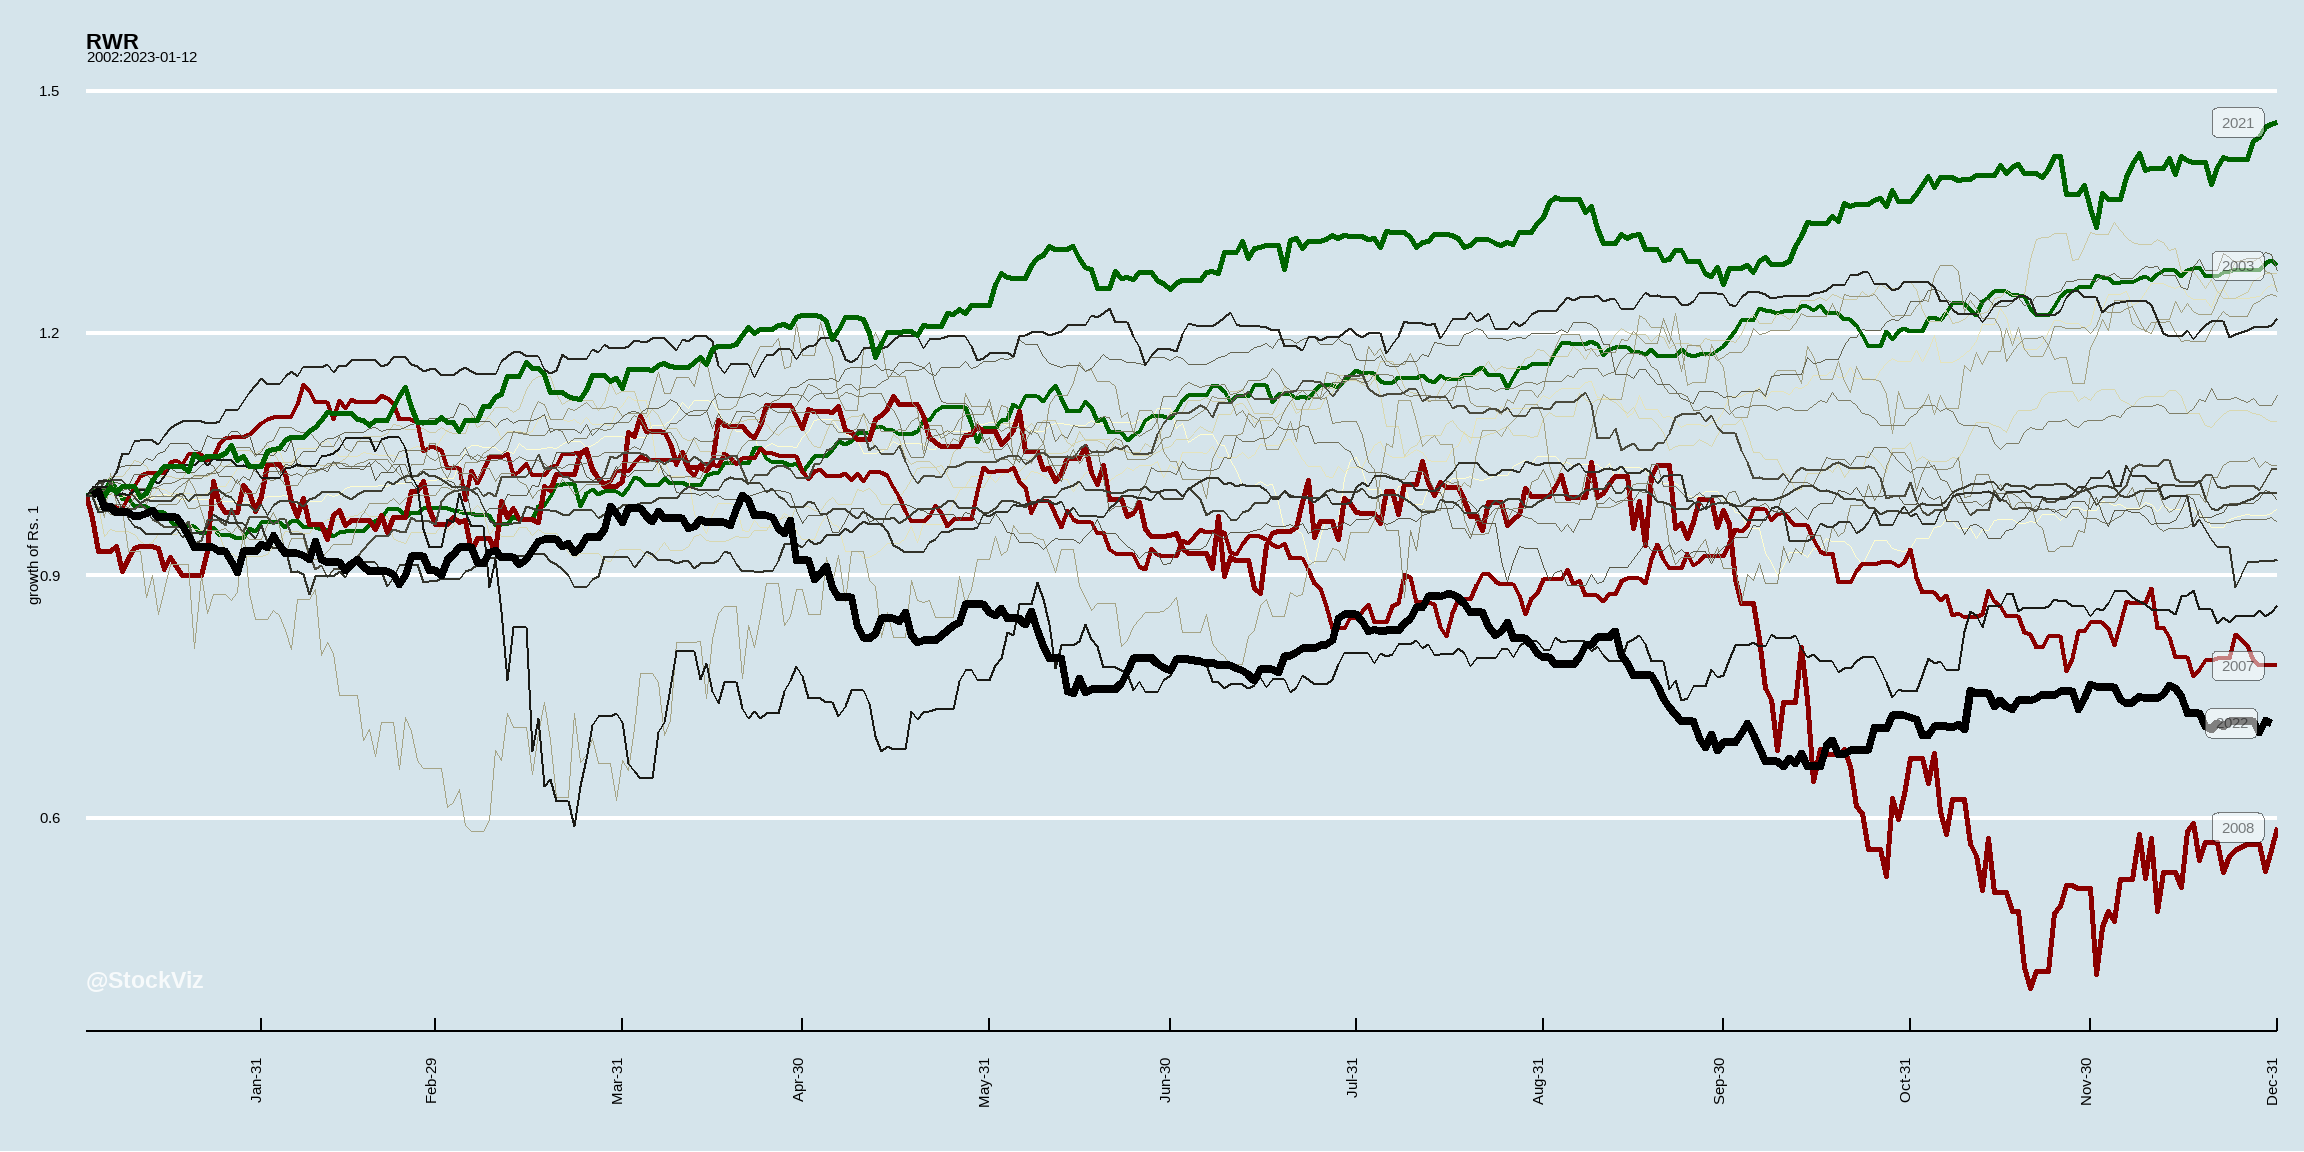 RWR
2002:2023-01-12
1.5
1.2
0.9
0.6
growth of Rs. 1
2021
2003
2007
2022
2008
@StockViz
Jan-31
Feb-29
Mar-31
Apr-30
May-31
Jun-30
Jul-31
Aug-31
Sep-30
Oct-31
Nov-30
Dec-31